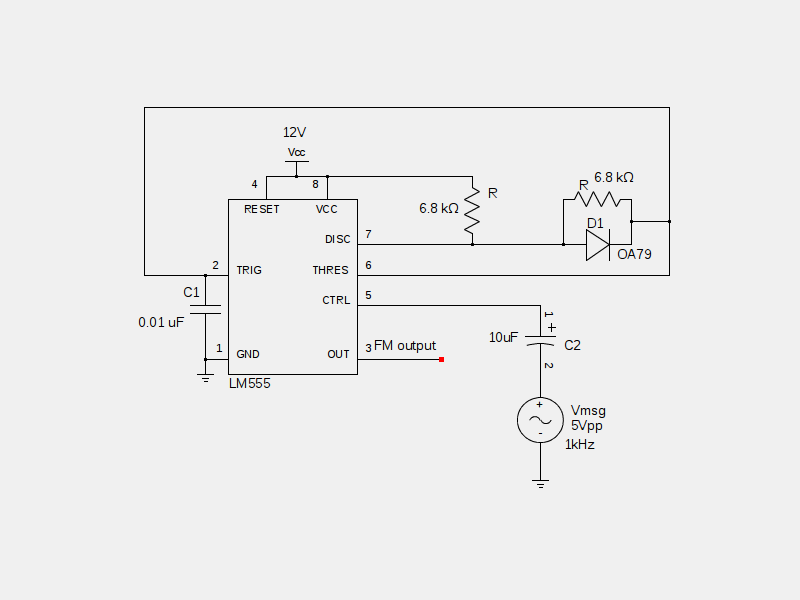 12V
Vcc
4
8
RESET
VCC
R
6.8 kΩ
R
6.8 kΩ
D1
OA79
DISC
7
2
TRIG
THRES
6
C1
0.01 uF
CTRL
5
1
+
10uF
C2
2
1
GND
OUT
3
FM output
LM555
+
-
Vmsg
5Vpp
1kHz